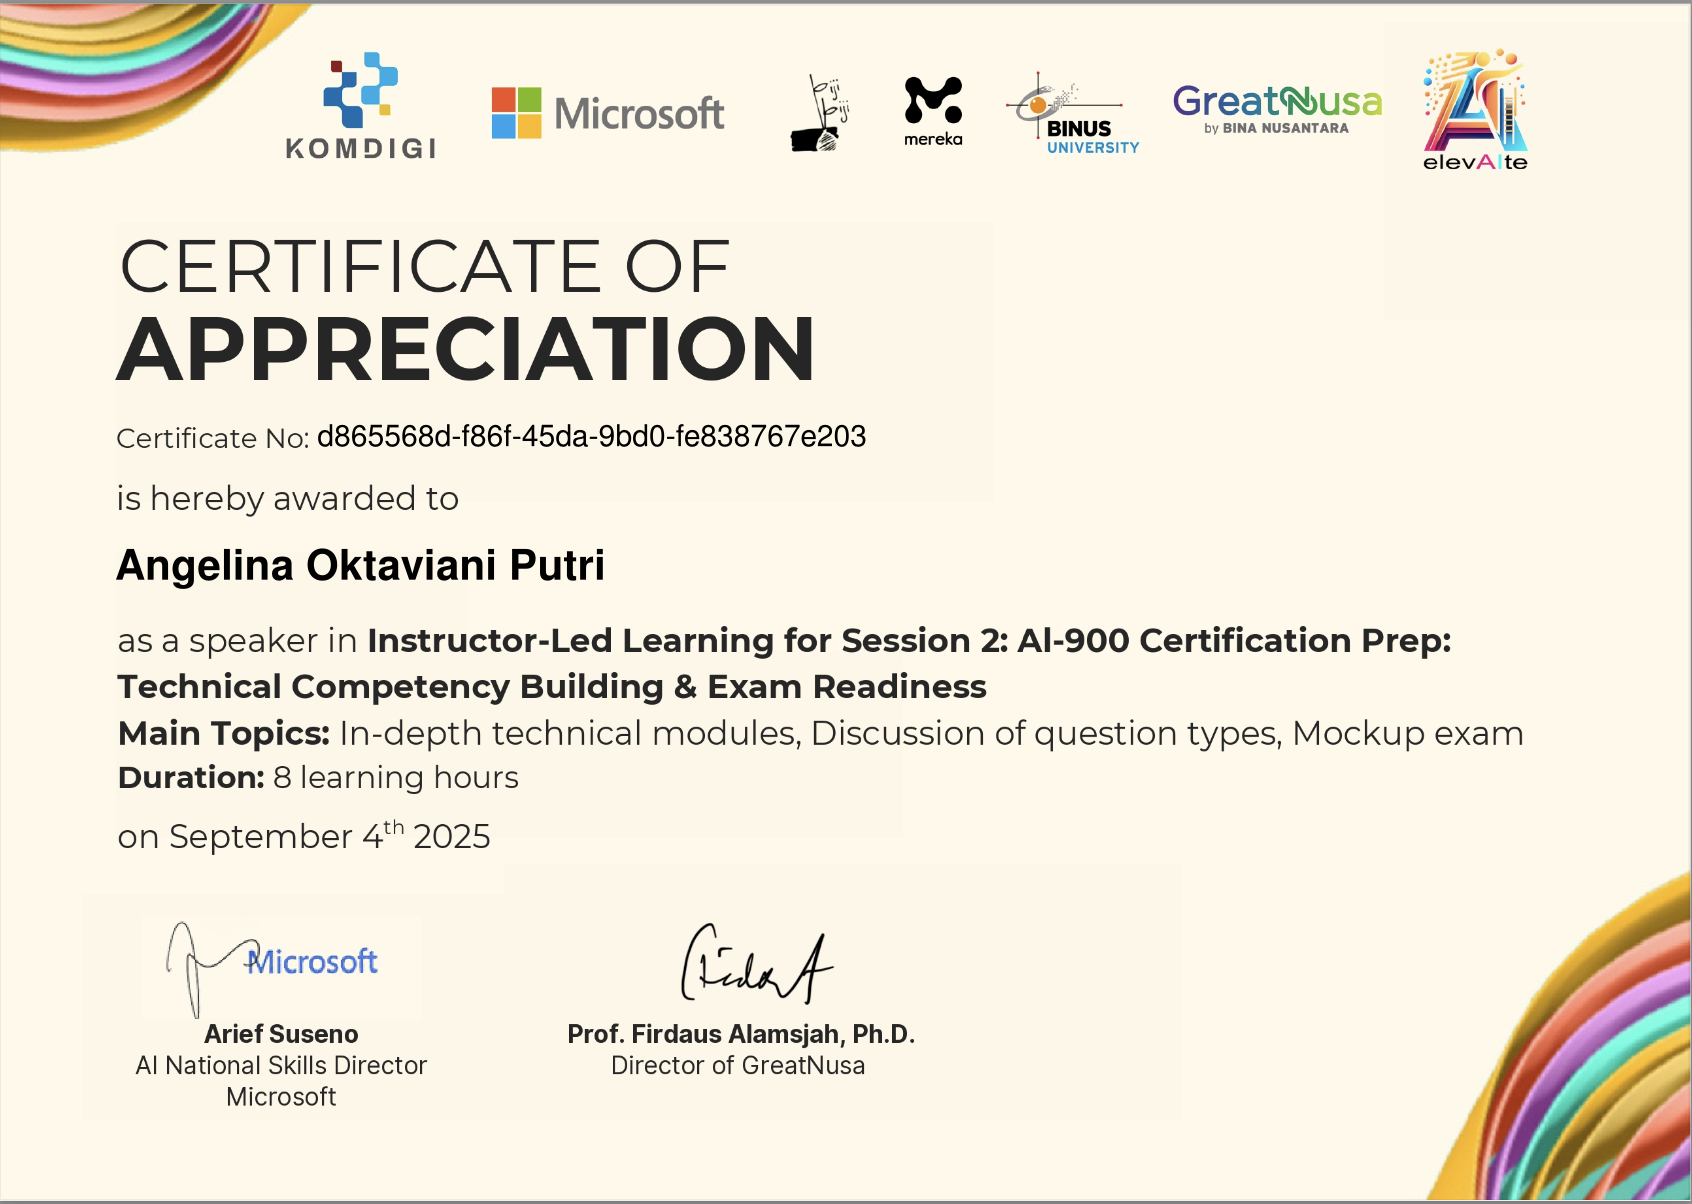 KOMDIGI
Microsoft
biji
biji
mereka
BINUS
UNIVERSITY
GreatNusa
by BINA NUSANTARA
elevAIte
CERTIFICATE OF
APPRECIATION
Certificate No: d865568d-f86f-45da-9bd0-fe838767e203
is hereby awarded to
Angelina Oktaviani Putri
as a speaker in Instructor-Led Learning for Session 2: AI-900 Certification Prep:
Technical Competency Building & Exam Readiness
Main Topics: In-depth technical modules, Discussion of question types, Mockup exam
Duration: 8 learning hours
on September 4th 2025
Microsoft
Arief Suseno
AI National Skills Director
Microsoft
Prof. Firdaus Alamsjah, Ph.D.
Director of GreatNusa